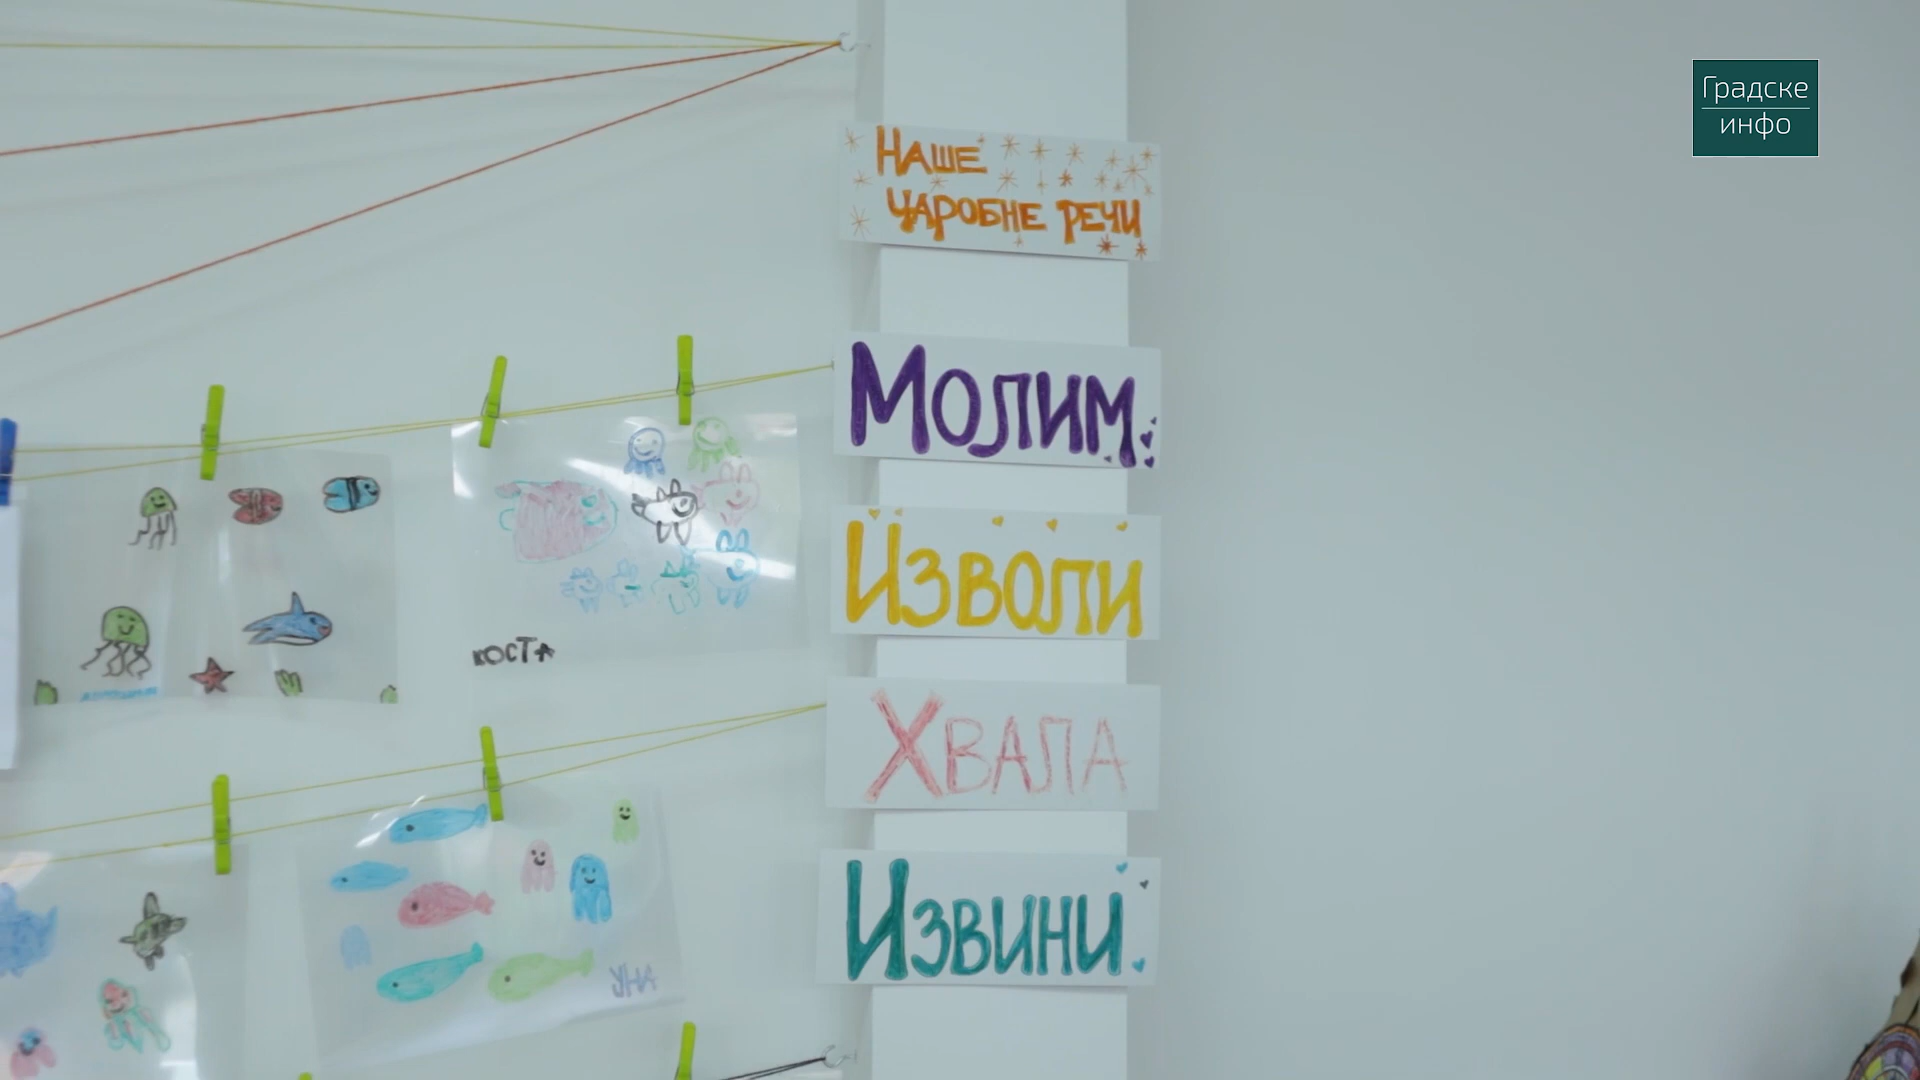 Градске
инфо
НАШЕ
ЧАРОБНЕ РЕЧИ
Молим
Изволи
КОСТА
Хвала
Извини
УНА